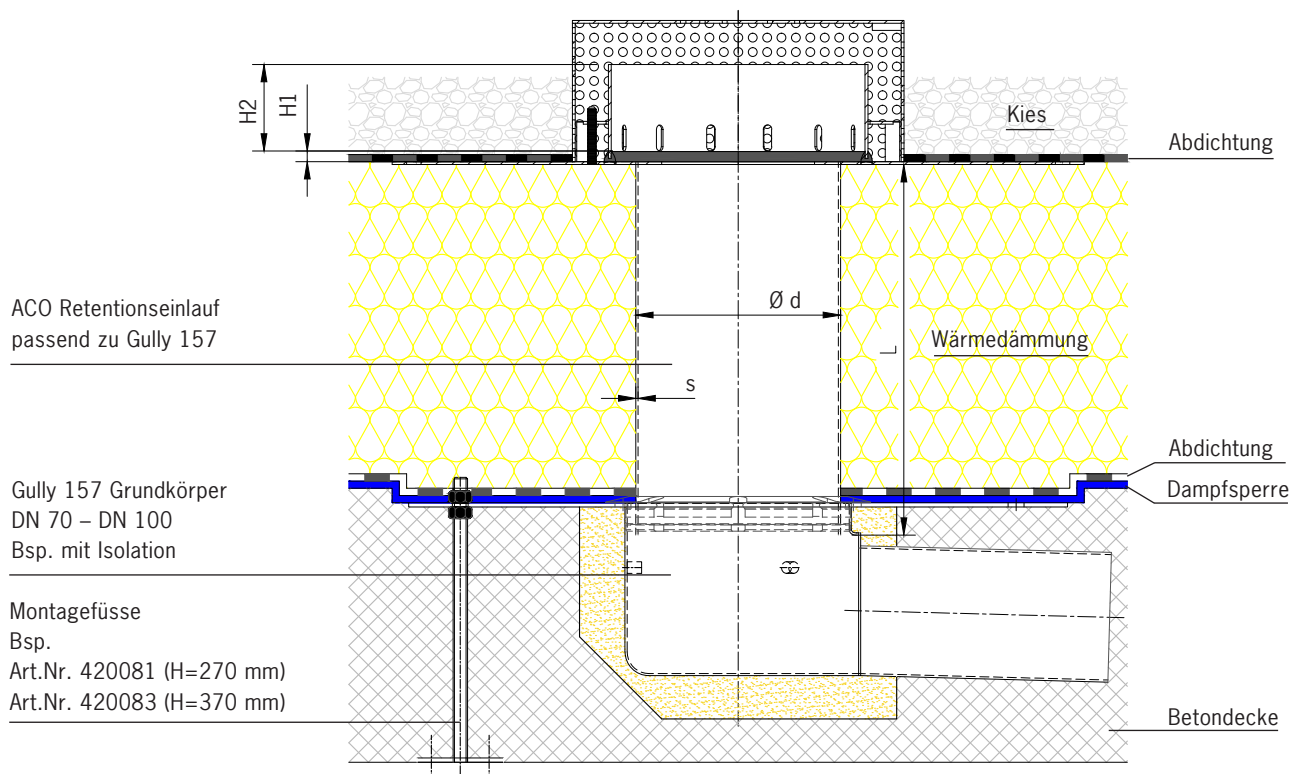 H2
H1
Kies
Abdichtung
ACO Retentionseinlauf
passend zu Gully 157
Ø d
L
Wärmedämmung
s
Gully 157 Grundkörper
DN 70 – DN 100
Bsp. mit Isolation
Abdichtung
Dampfsperre
Montagefüsse
Bsp.
Art.Nr. 420081 (H=270 mm)
Art.Nr. 420083 (H=370 mm)
Betondecke